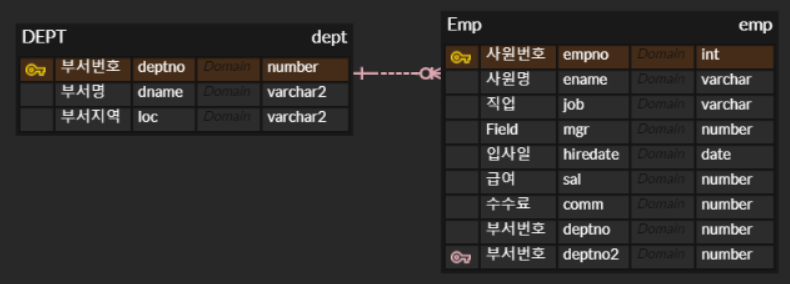 DEPT dept
부서번호 deptno Domain number
부서명 dname Domain varchar2
부서지역 loc Domain varchar2
Emp emp
사원번호 empno Domain int
사원명 ename Domain varchar
직업 job Domain varchar
Field mgr Domain number
입사일 hiredate Domain date
급여 sal Domain number
수수료 comm Domain number
부서번호 deptno Domain number
부서번호 deptno2 Domain number